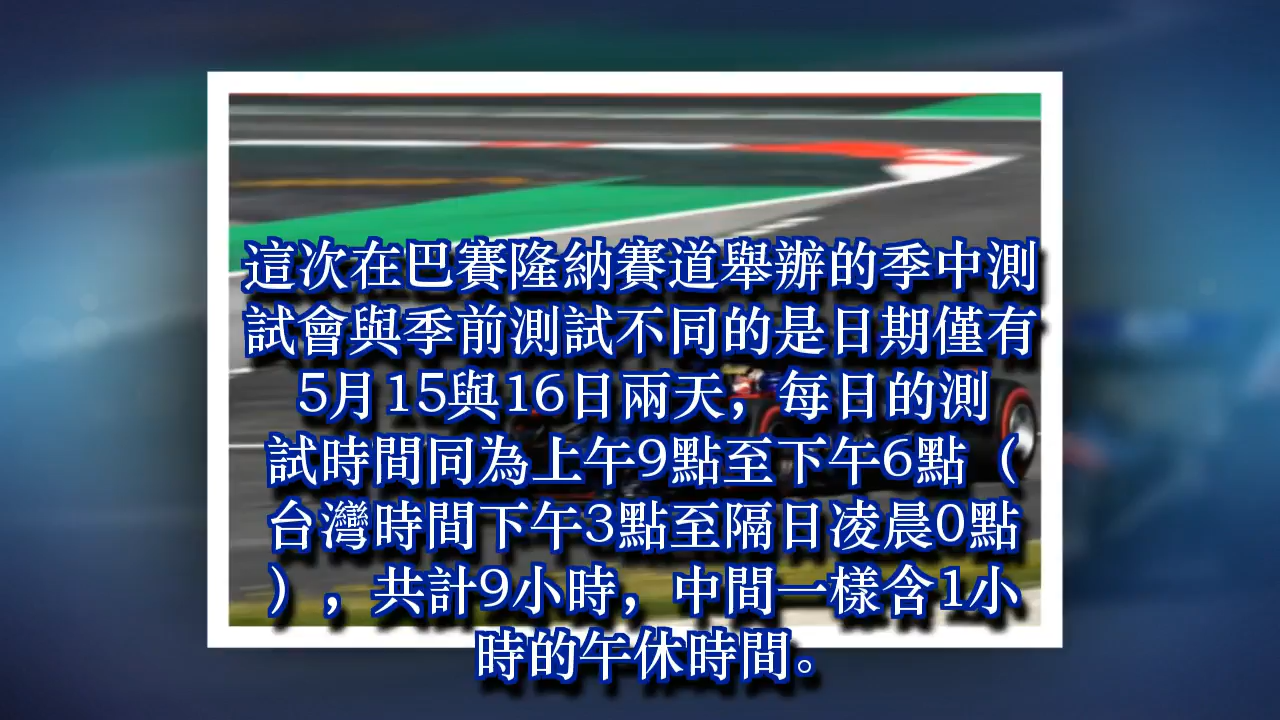 這次在巴賽隆納賽道舉辦的季中測
試會與季前測試不同的是日期僅有
5月15與16日兩天，每日的測
試時間同為上午9點至下午6點（
台灣時間下午3點至隔日凌晨0點
），共計9小時，中間一樣含1小
時的午休時間。